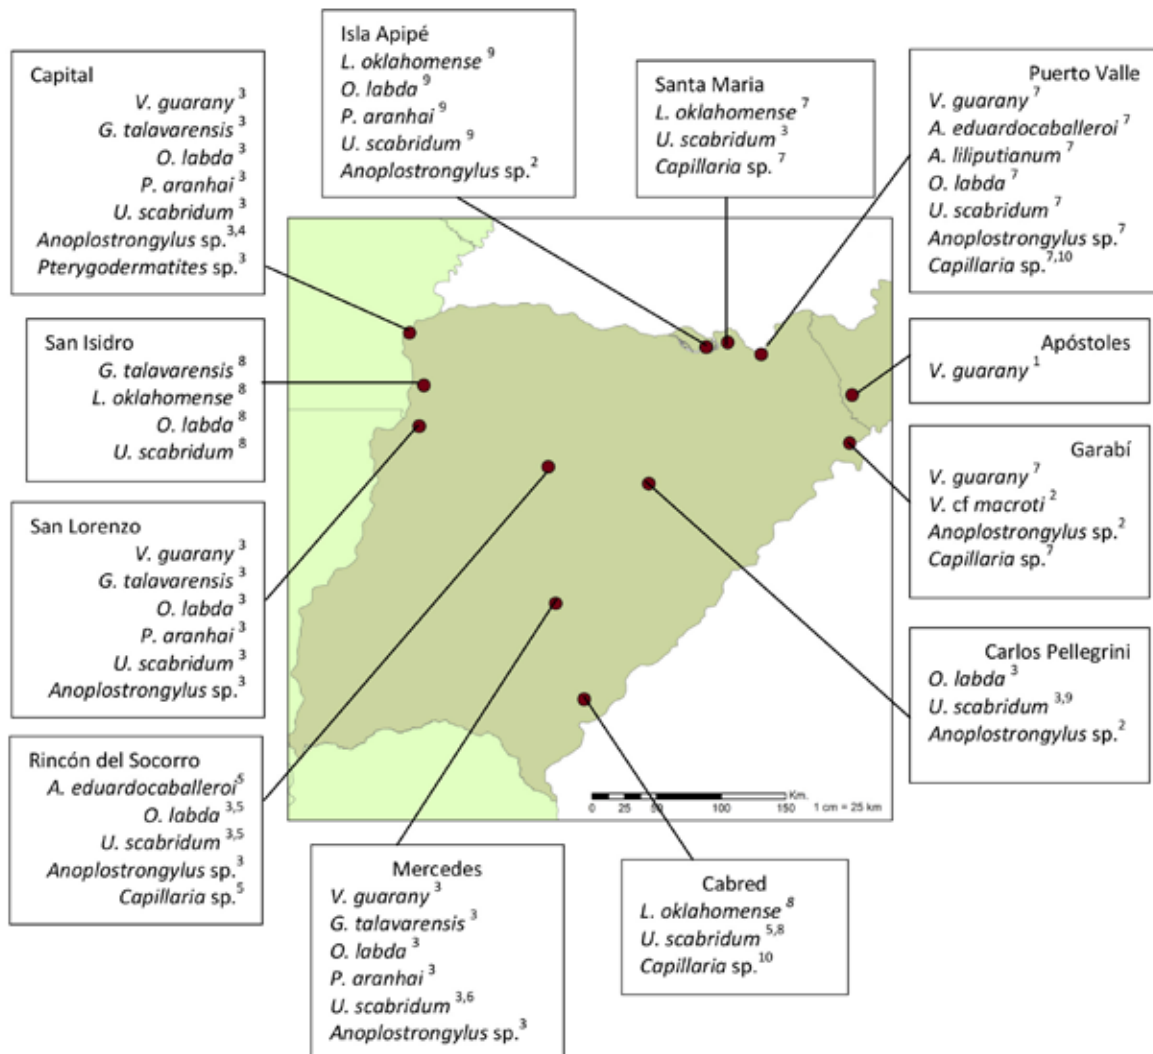 Capital
V. guarany ³
G. talavarensis ³
O. labda ³
P. aranhai ³
U. scabridum ³
Anoplostrongylus sp.³,⁴
Pterygodermatites sp.³
Isla Apipé
L. oklahomense ⁹
O. labda ⁹
P. aranhai ⁹
U. scabridum ⁹
Anoplostrongylus sp.²
Santa Maria
L. oklahomense ⁷
U. scabridum ³
Capillaria sp.⁷
Puerto Valle
V. guarany ⁷
A. eduardocaballeroi ⁷
A. liliputianum ⁷
O. labda ⁷
U. scabridum ⁷
Anoplostrongylus sp.⁷
Capillaria sp.⁷,¹⁰
San Isidro
G. talavarensis ⁸
L. oklahomense ⁸
O. labda ⁸
U. scabridum ⁸
Apóstoles
V. guarany ¹
Garabí
V. guarany ⁷
V. cf macroti ²
Anoplostrongylus sp.²
Capillaria sp.⁷
San Lorenzo
V. guarany ³
G. talavarensis ³
O. labda ³
P. aranhai ³
U. scabridum ³
Anoplostrongylus sp.³
Carlos Pellegrini
O. labda ³
U. scabridum ³,⁹
Anoplostrongylus sp.²
Rincón del Socorro
A. eduardocaballeroi⁵
O. labda ³,⁵
U. scabridum ³,⁵
Anoplostrongylus sp.³
Capillaria sp.⁵
Km.
0 25 50 100 150 1 cm = 25 km
Mercedes
V. guarany ³
G. talavarensis ³
O. labda ³
P. aranhai ³
U. scabridum ³,⁶
Anoplostrongylus sp.³
Cabred
L. oklahomense ⁸
U. scabridum ⁵,⁸
Capillaria sp.¹⁰